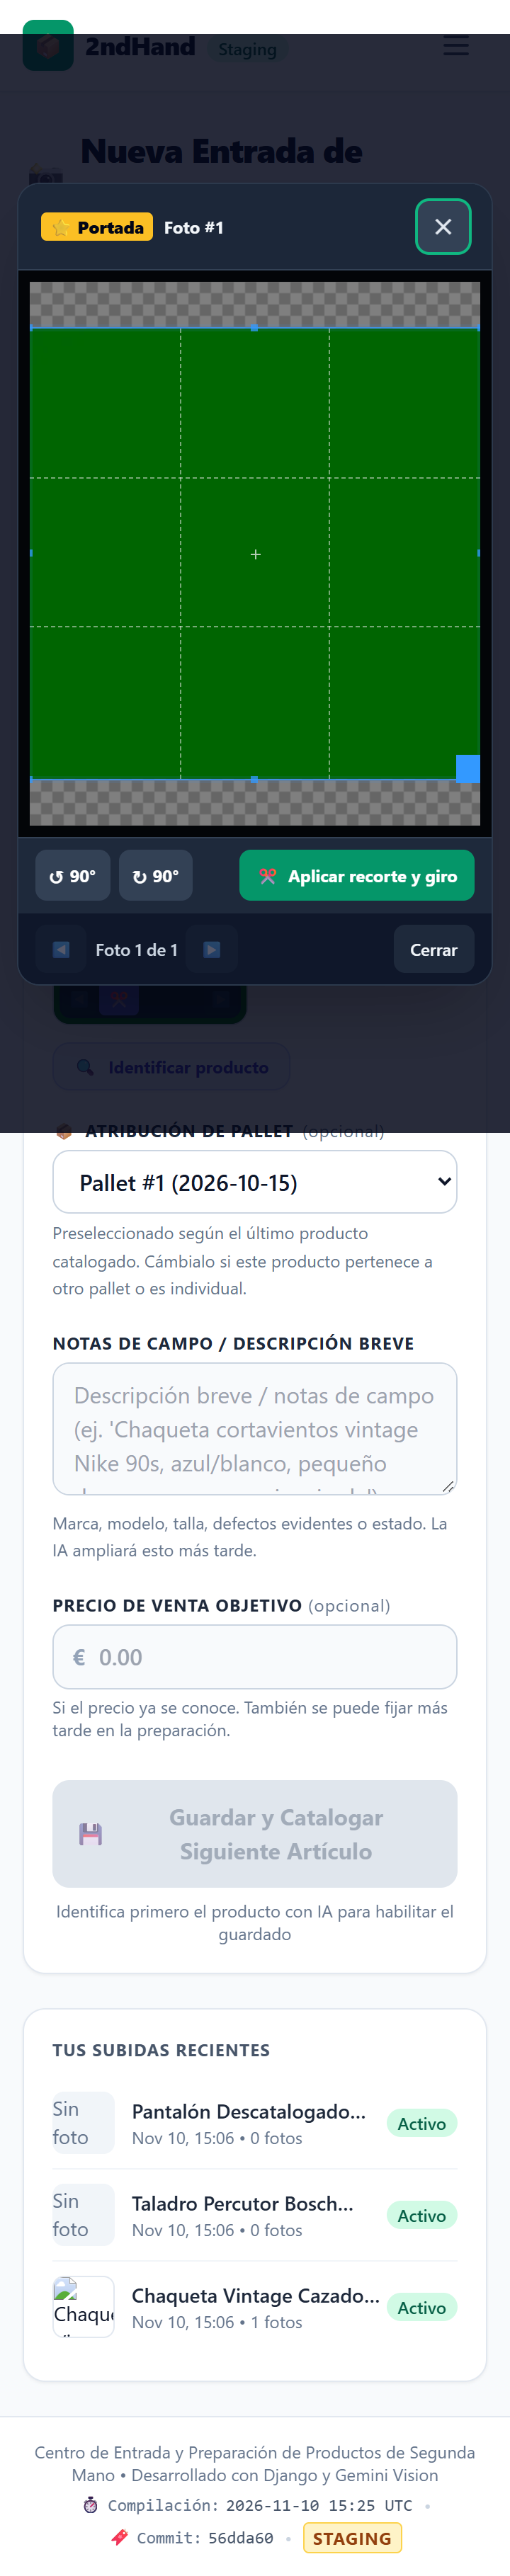 2ndHand Staging
Nueva Entrada de
⭐ Portada Foto #1
✕
↺ 90° ↻ 90° ✂ Aplicar recorte y giro
◀ Foto 1 de 1 ▶ Cerrar
🔍 Identificar producto
📦 ATRIBUCIÓN DE PALLET (opcional)
Pallet #1 (2026-10-15)
Preseleccionado según el último producto
catalogado. Cámbialo si este producto pertenece a
otro pallet o es individual.
NOTAS DE CAMPO / DESCRIPCIÓN BREVE
Descripción breve / notas de campo
(ej. 'Chaqueta cortavientos vintage
Nike 90s, azul/blanco, pequeño
Marca, modelo, talla, defectos evidentes o estado. La
IA ampliará esto más tarde.
PRECIO DE VENTA OBJETIVO (opcional)
€ 0.00
Si el precio ya se conoce. También se puede fijar más
tarde en la preparación.
💾 Guardar y Catalogar
Siguiente Artículo
Identifica primero el producto con IA para habilitar el
guardado
TUS SUBIDAS RECIENTES
Sin
foto
Pantalón Descatalogado...
Nov 10, 15:06 • 0 fotos
Activo
Sin
foto
Taladro Percutor Bosch...
Nov 10, 15:06 • 0 fotos
Activo
Chaque
Chaqueta Vintage Cazado...
Nov 10, 15:06 • 1 fotos
Activo
Centro de Entrada y Preparación de Productos de Segunda
Mano • Desarrollado con Django y Gemini Vision
⏱ Compilación: 2026-11-10 15:25 UTC •
🔖 Commit: 56dda60 • STAGING